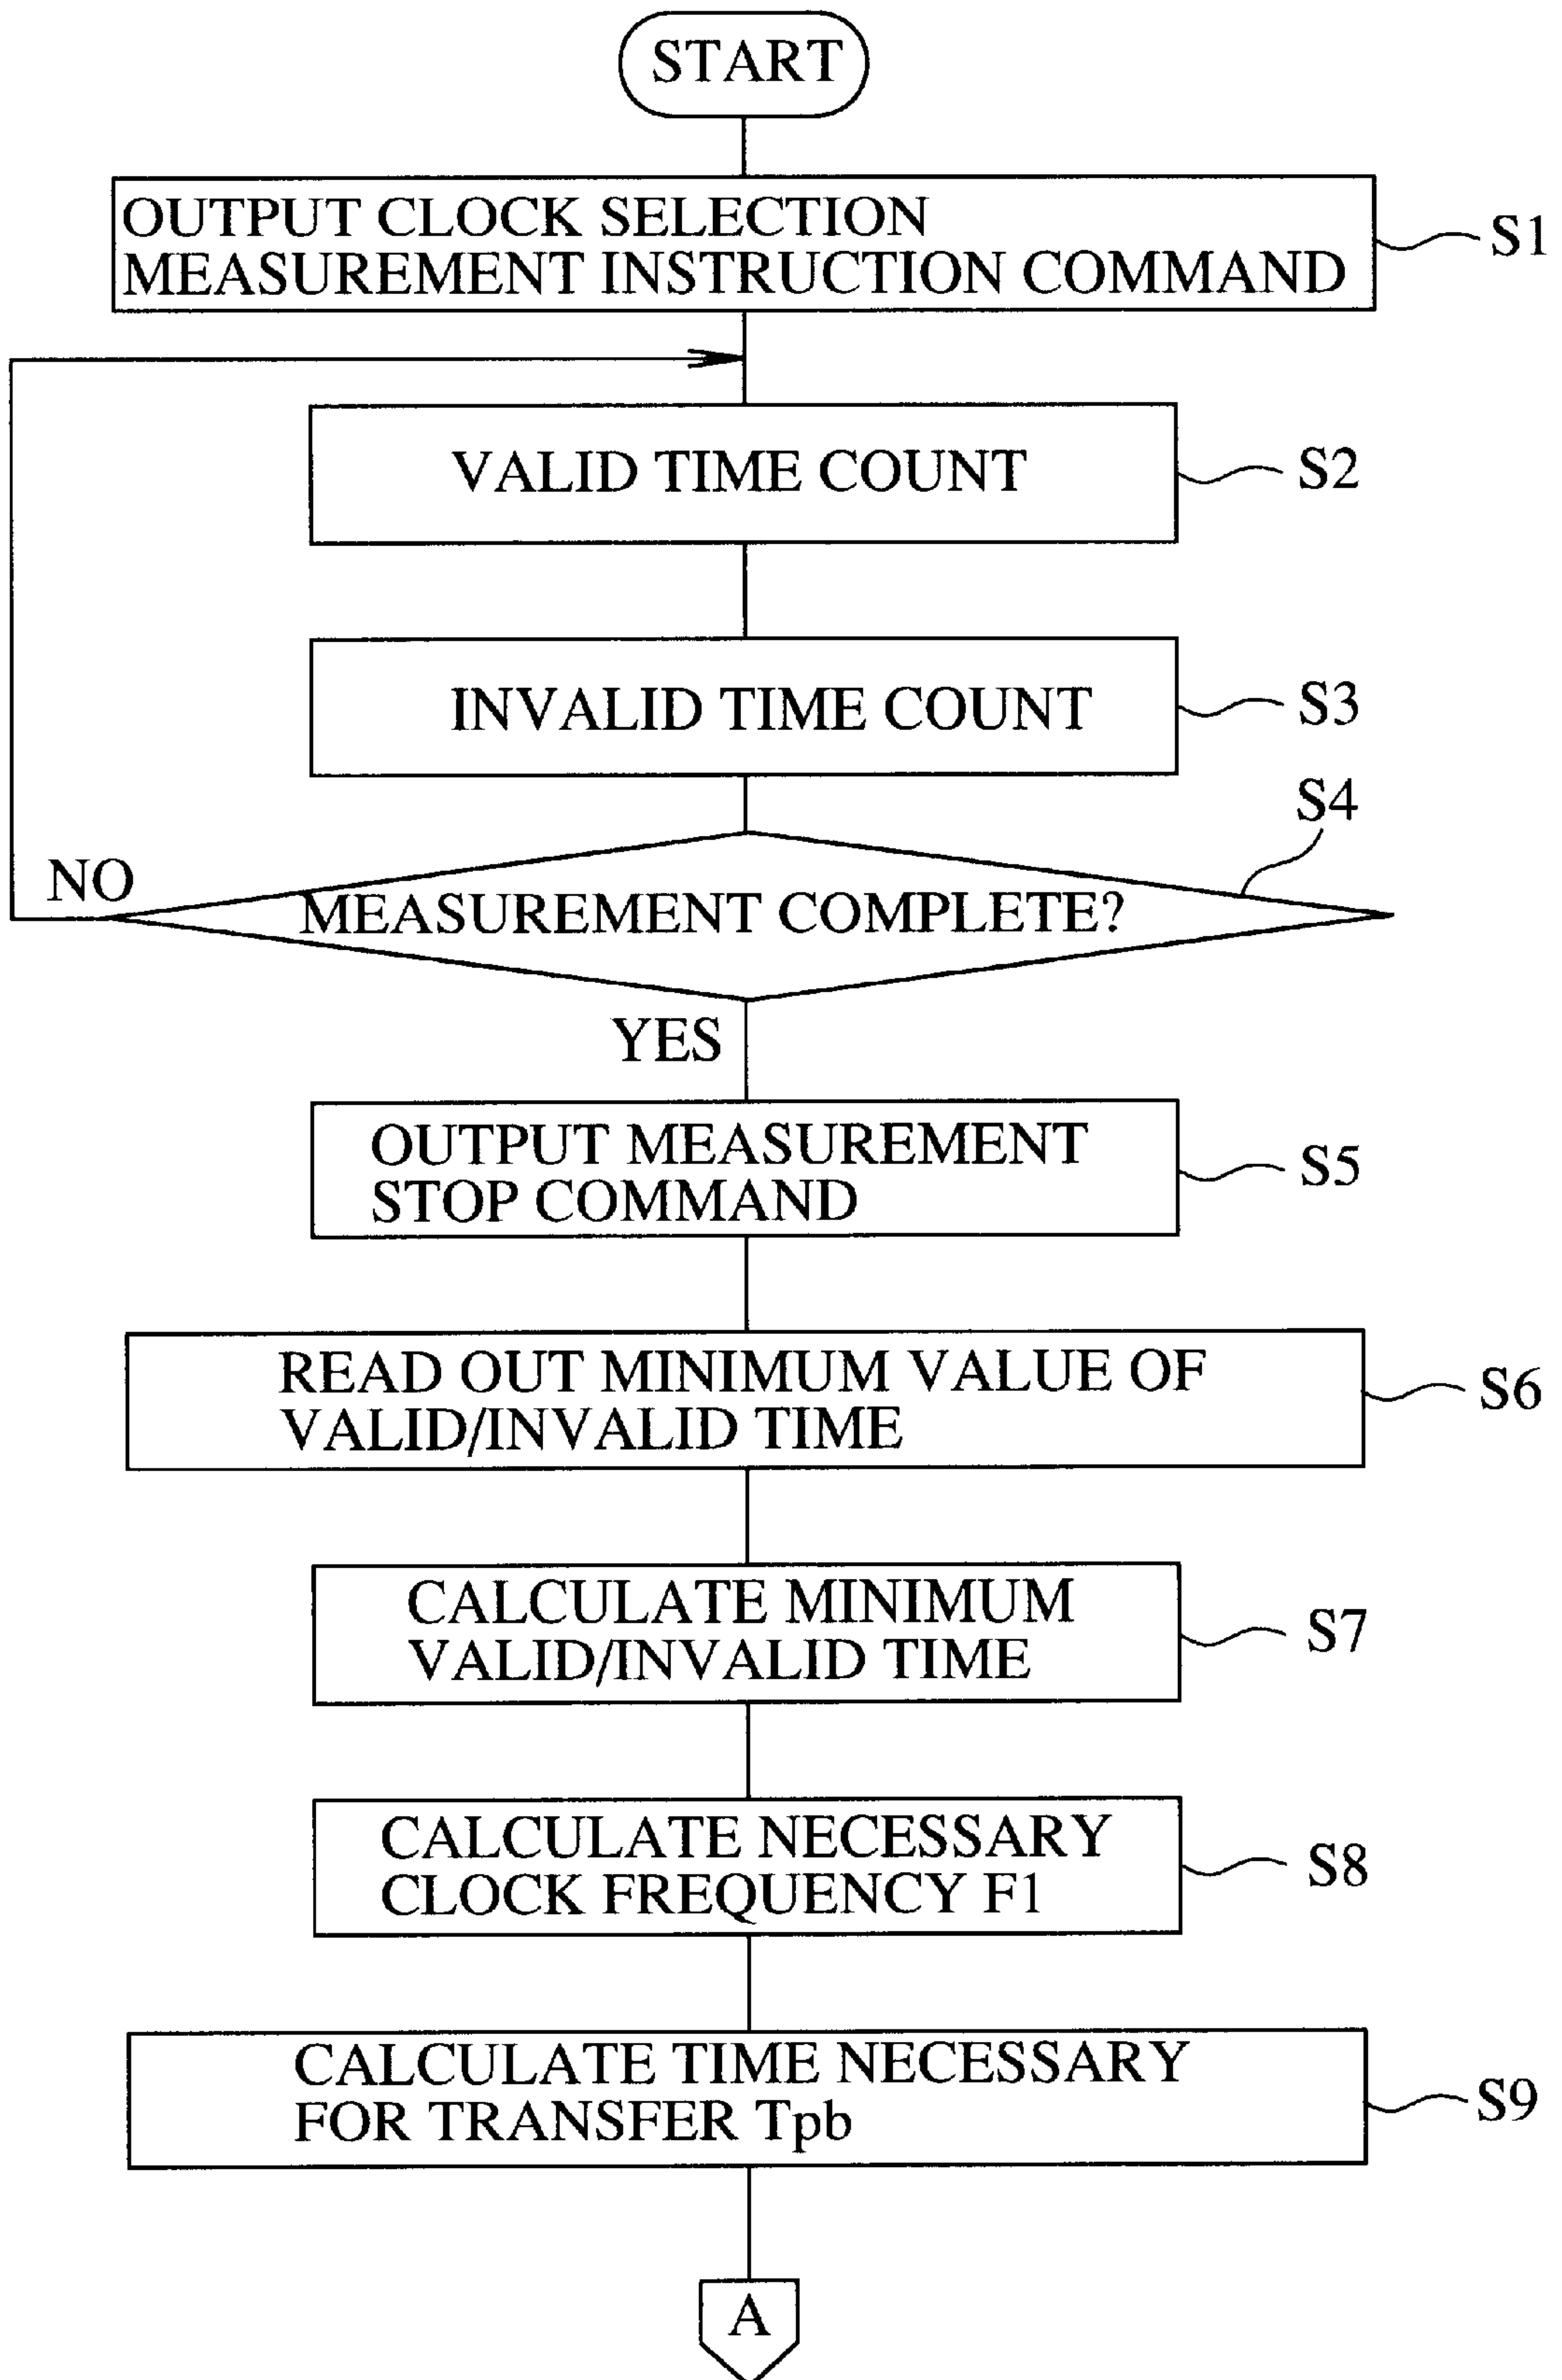 START
OUTPUT CLOCK SELECTION
MEASUREMENT INSTRUCTION COMMAND
S1
VALID TIME COUNT
S2
INVALID TIME COUNT
S3
S4
NO
MEASUREMENT COMPLETE?
YES
OUTPUT MEASUREMENT
STOP COMMAND
S5
READ OUT MINIMUM VALUE OF
VALID/INVALID TIME
S6
CALCULATE MINIMUM
VALID/INVALID TIME
S7
CALCULATE NECESSARY
CLOCK FREQUENCY F1
S8
CALCULATE TIME NECESSARY
FOR TRANSFER Tpb
S9
A